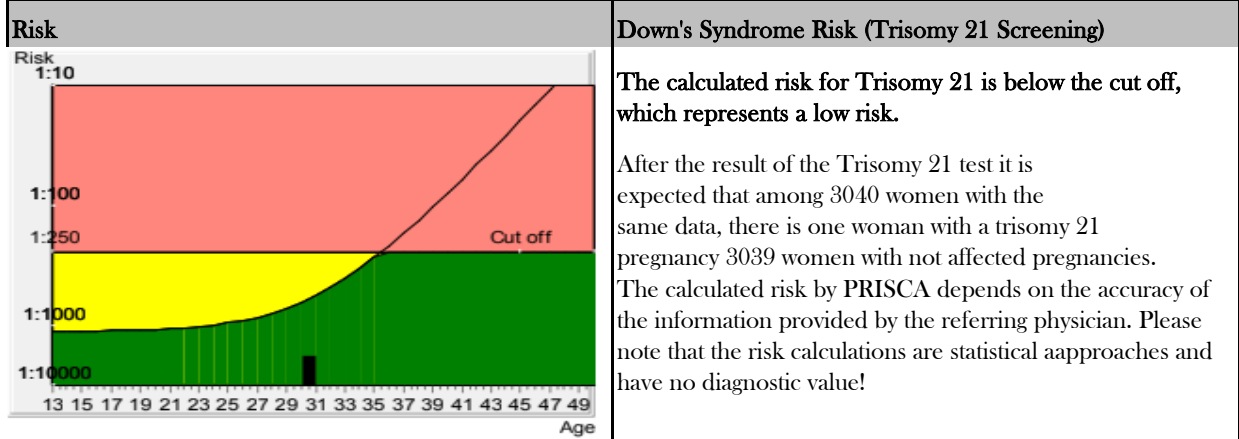 Risk
Down's Syndrome Risk (Trisomy 21 Screening)
Risk
1:10
1:100
1:250
Cut off
1:1000
1:10000
13 15 17 19 21 23 25 27 29 31 33 35 37 39 41 43 45 47 49
Age
The calculated risk for Trisomy 21 is below the cut off,
which represents a low risk.
After the result of the Trisomy 21 test it is
expected that among 3040 women with the
same data, there is one woman with a trisomy 21
pregnancy 3039 women with not affected pregnancies.
The calculated risk by PRISCA depends on the accuracy of
the information provided by the referring physician. Please
note that the risk calculations are statistical aapproaches and
have no diagnostic value!